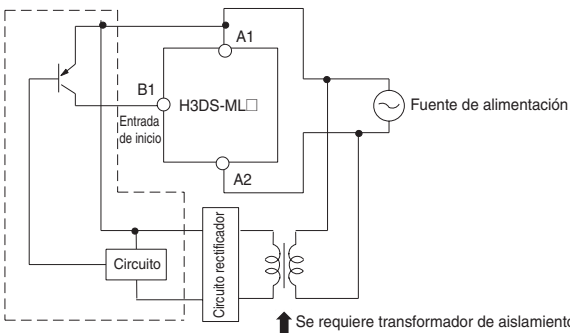 A1
B1
H3DS-ML□
Entrada
de inicio
Fuente de alimentación
A2
Circuito
Circuito rectificador
Se requiere transformador de aislamiento